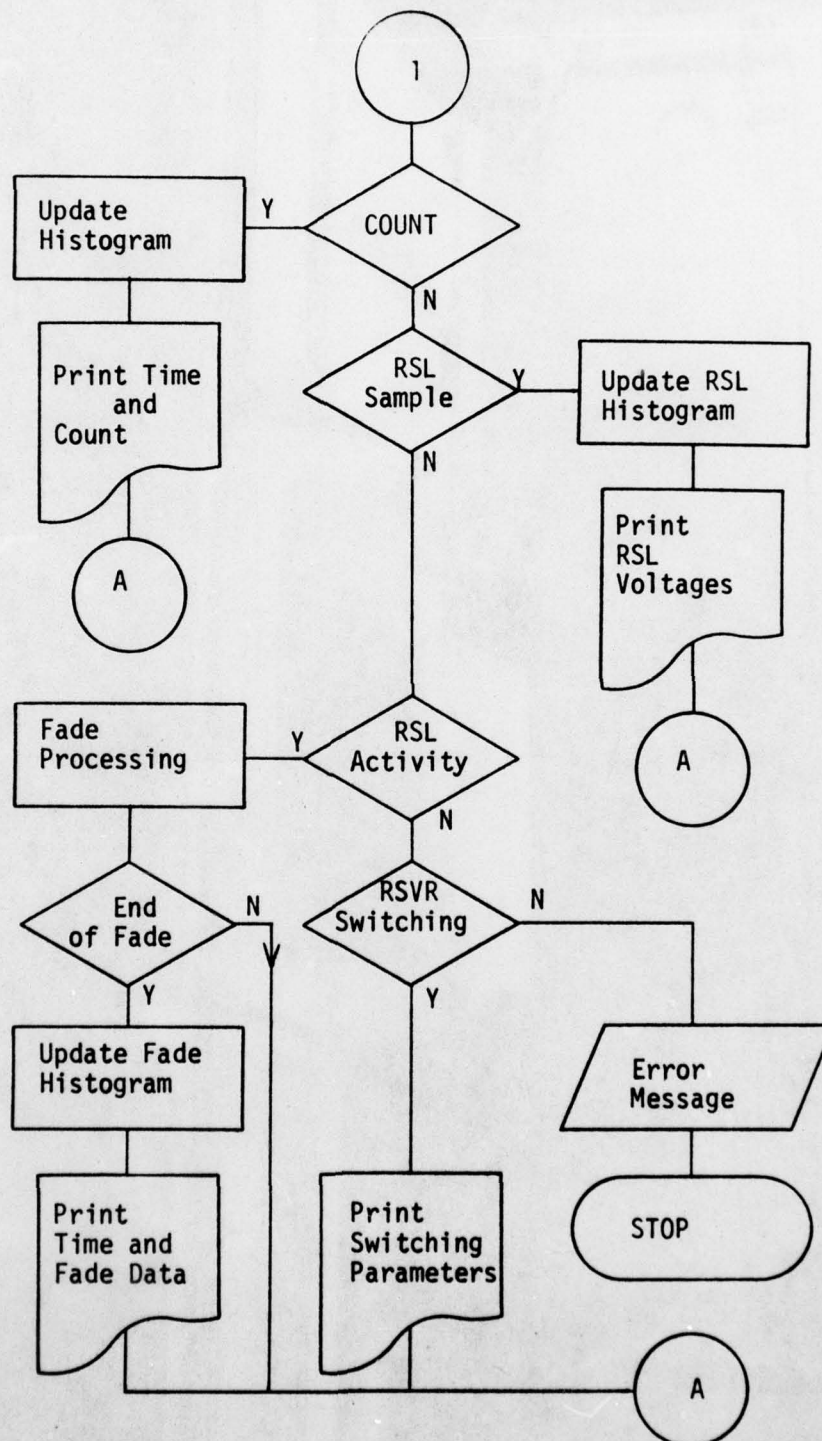 1
COUNT
Y
Update
Histogram
N
Print Time
and
Count
A
RSL
Sample
Y
Update RSL
Histogram
N
Print
RSL
Voltages
A
RSL
Activity
Y
Fade
Processing
N
End
of Fade
N
Y
RSVR
Switching
N
Y
Update Fade
Histogram
Error
Message
Print
Time and
Fade Data
Print
Switching
Parameters
STOP
A